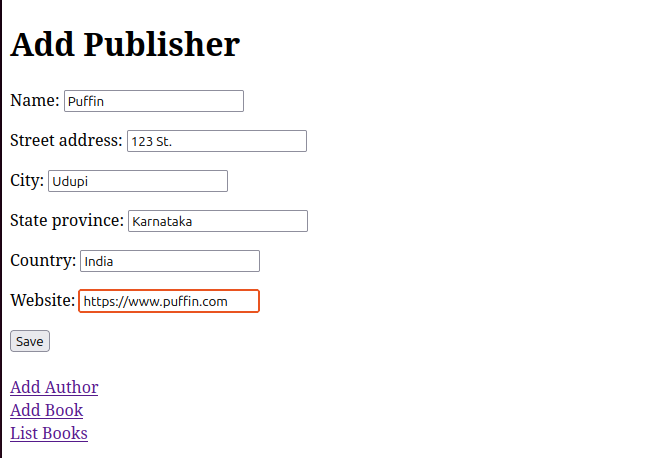 Add Publisher
Name: Puffin
Street address: 123 St.
City: Udupi
State province: Karnataka
Country: India
Website: https://www.puffin.com
Save
Add Author
Add Book
List Books